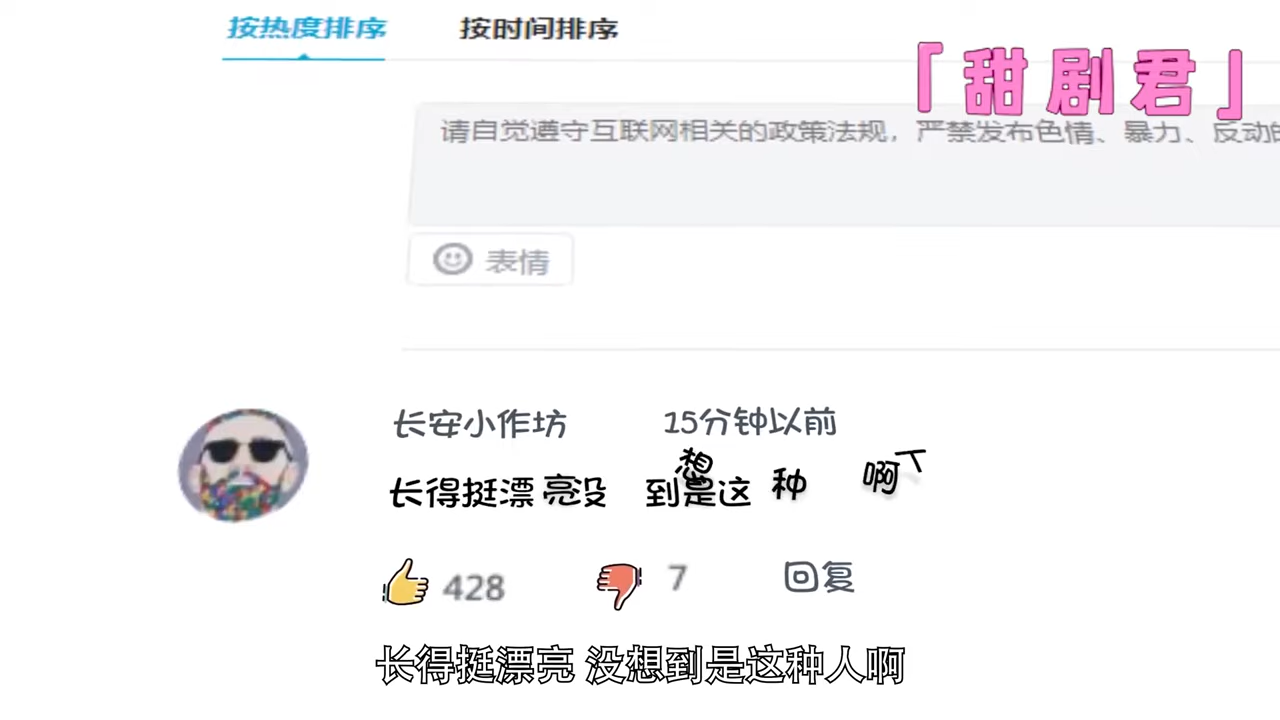 按热度排序 按时间排序
「甜剧君」
请自觉遵守互联网相关的政策法规，严禁发布色情、暴力、反动的
表情
长安小作坊 15分钟以前
长得挺漂亮没想到是这种 啊
428 7 回复
长得挺漂亮 没想到是这种人啊